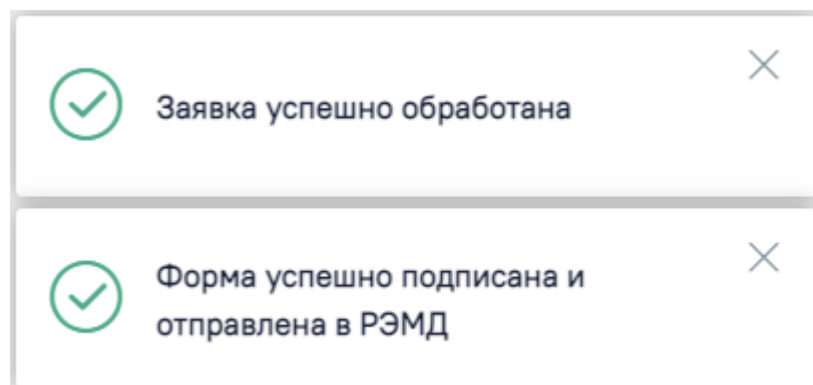 Заявка успешно обработана
Форма успешно подписана и
отправлена в РЭМД